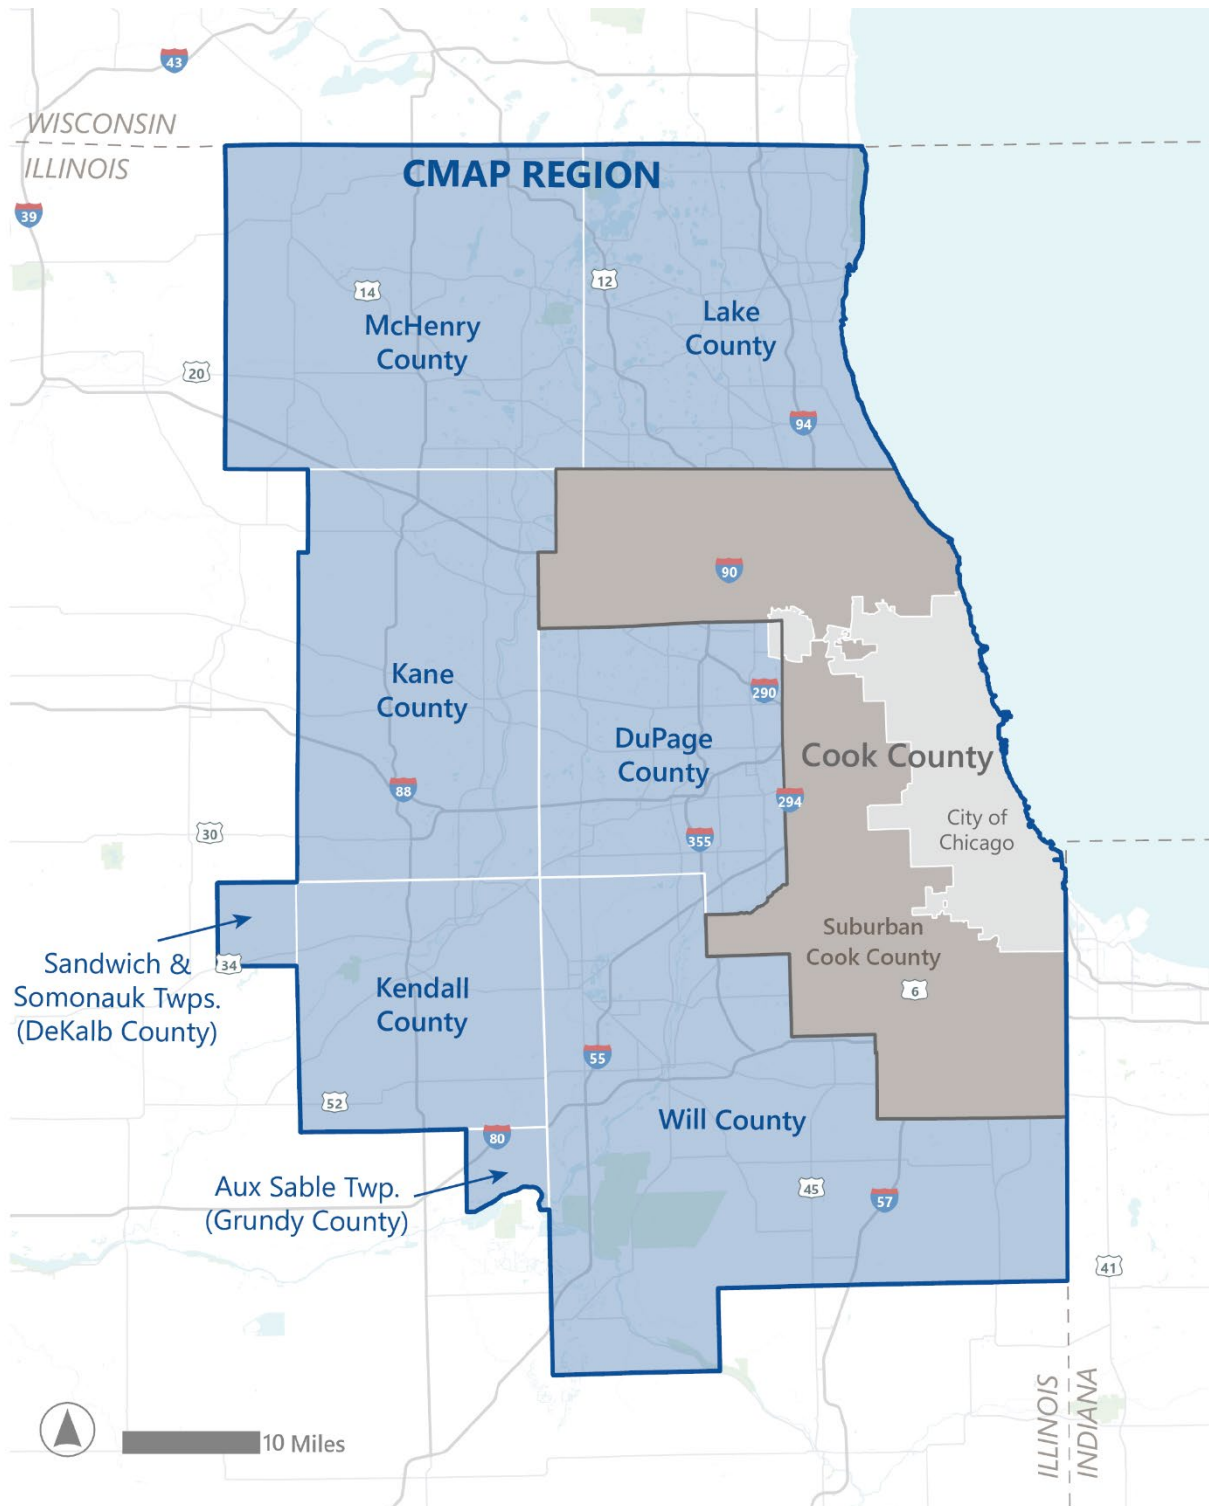 43
WISCONSIN
ILLINOIS
CMAP REGION
39
14
12
McHenry
County
Lake
County
20
94
90
Kane
County
290
DuPage
County
Cook County
88
294
30
355
City of
Chicago
Suburban
Cook County
Sandwich &
Somonauk Twps.
(DeKalb County)
34
Kendall
County
6
55
52
Will County
80
Aux Sable Twp.
(Grundy County)
45
57
41
ILLINOIS
INDIANA
10 Miles